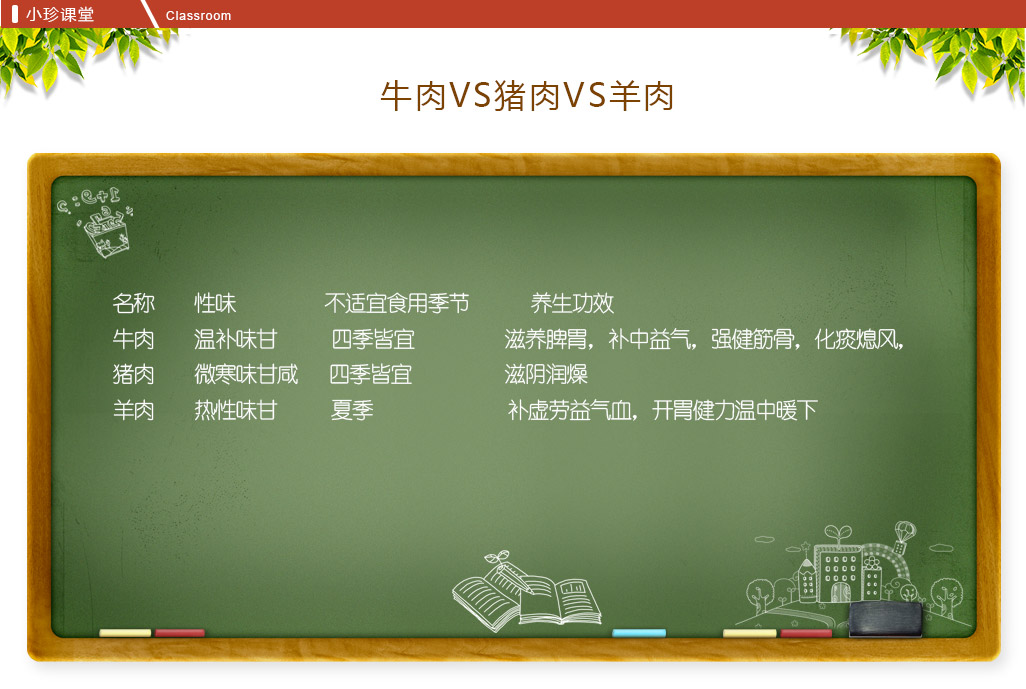 小珍课堂 Classroom
牛肉VS猪肉VS羊肉
名称 性味 不适宜食用季节 养生功效
牛肉 温补味甘 四季皆宜 滋养脾胃，补中益气，强健筋骨，化痰熄风，
猪肉 微寒味甘咸 四季皆宜 滋阴润燥
羊肉 热性味甘 夏季 补虚劳益气血，开胃健力温中暖下